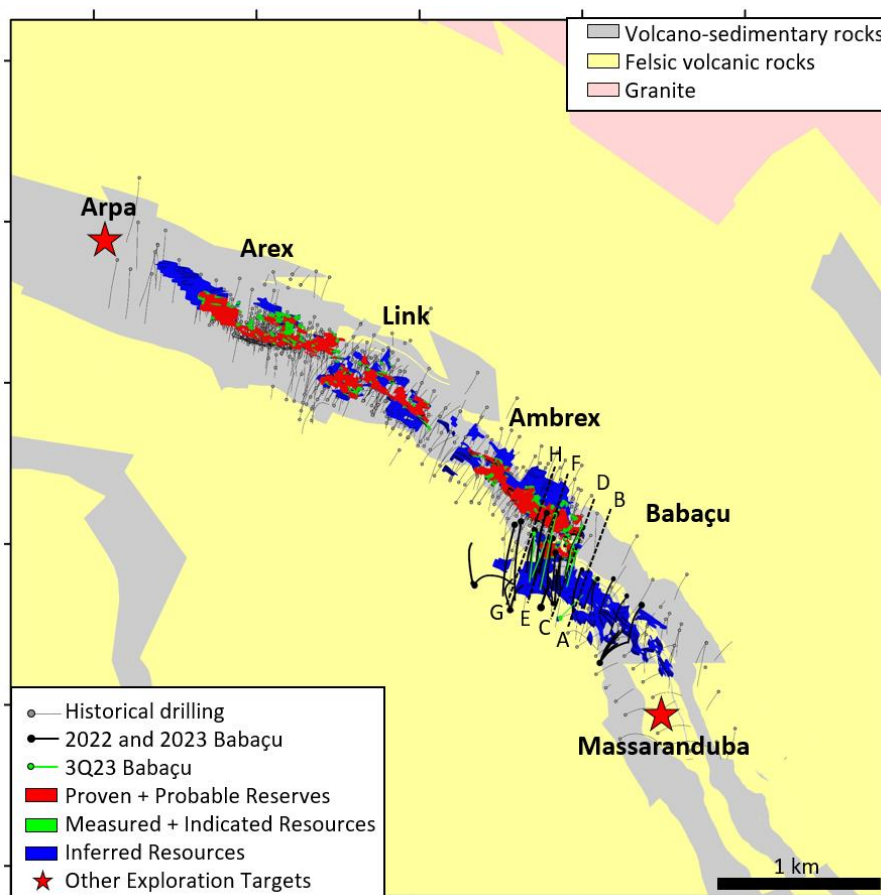 Volcano-sedimentary rocks
Felsic volcanic rocks
Granite
Arpa
Arex
Link
Ambrex
H
F
D
B
Babaçu
G
E
C
A
Massaranduba
Historical drilling
2022 and 2023 Babaçu
3Q23 Babaçu
Proven + Probable Reserves
Measured + Indicated Resources
Inferred Resources
Other Exploration Targets
1 km